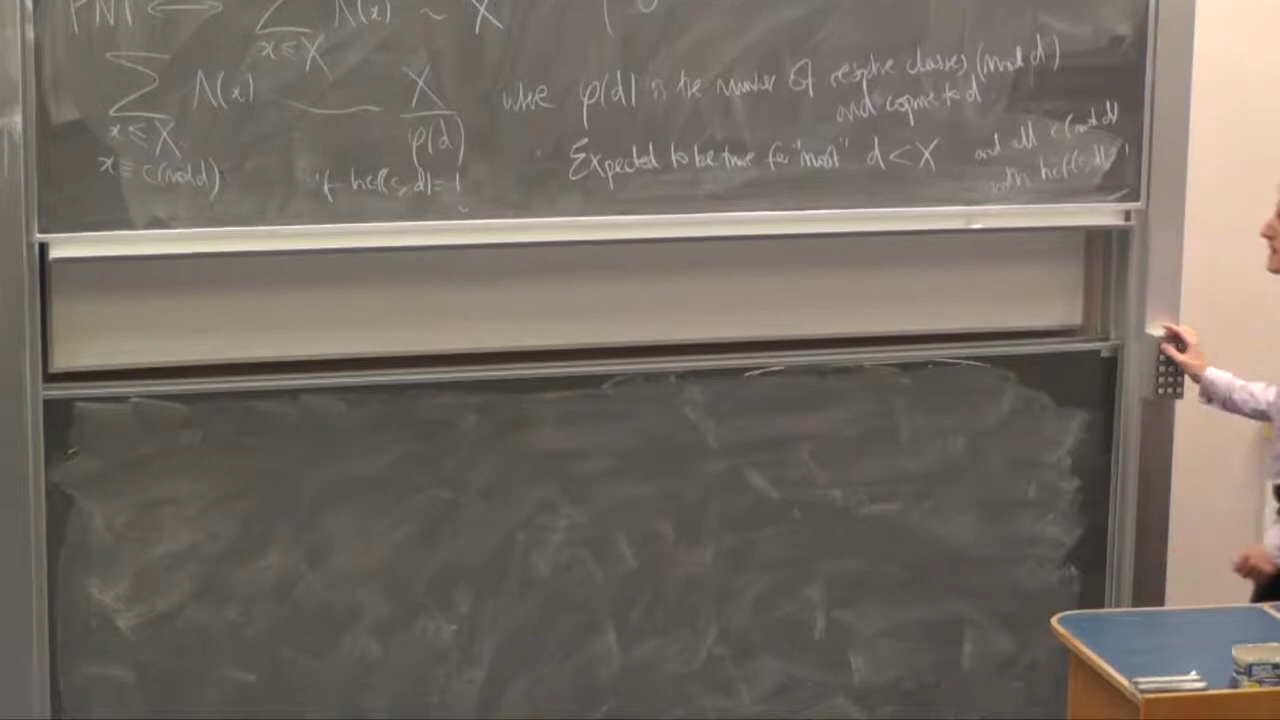 PNT ⟷ ∑ Λ(x) ~ X
x ≤ X
∑ Λ(x) ~ X/φ(d) where φ(d) is the number of residue classes (mod d)
and coprime to d
x ≤ X
x ≡ c(mod d) if hcf(c,d)=1
Expected to be true for "most" d < X and all c(mod d)
with hcf(c,d)=1